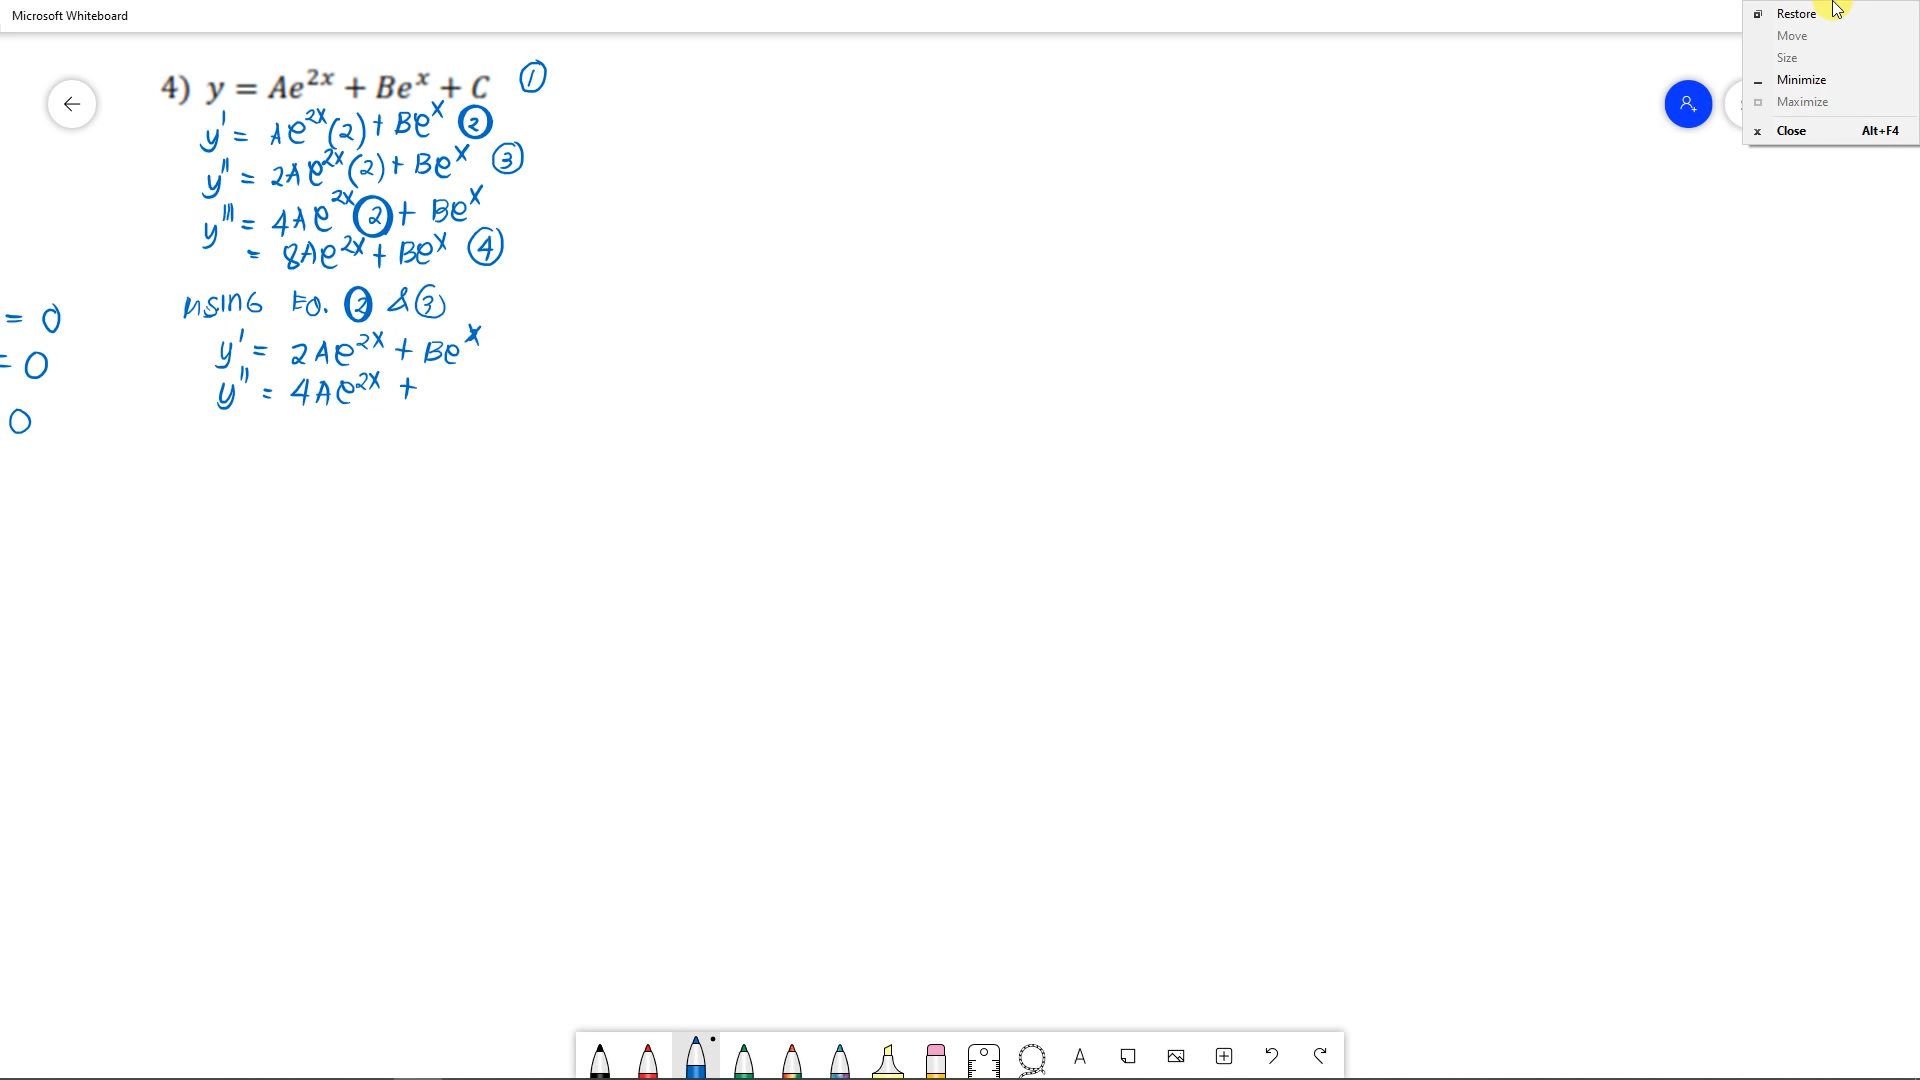 Microsoft Whiteboard
Restore
Move
Size
Minimize
Maximize
Close Alt+F4
4) y = Ae^{2x} + Be^x + C ①
y' = Ae^{2x}(2) + Be^x ②
y'' = 2Ae^{2x}(2) + Be^x ③
y''' = 4Ae^{2x}② + Be^x
= 8Ae^{2x} + Be^x ④
USING EQ. ② & ③
= 0
y' = 2Ae^{2x} + Be^x
= 0
y'' = 4Ae^{2x} +
0